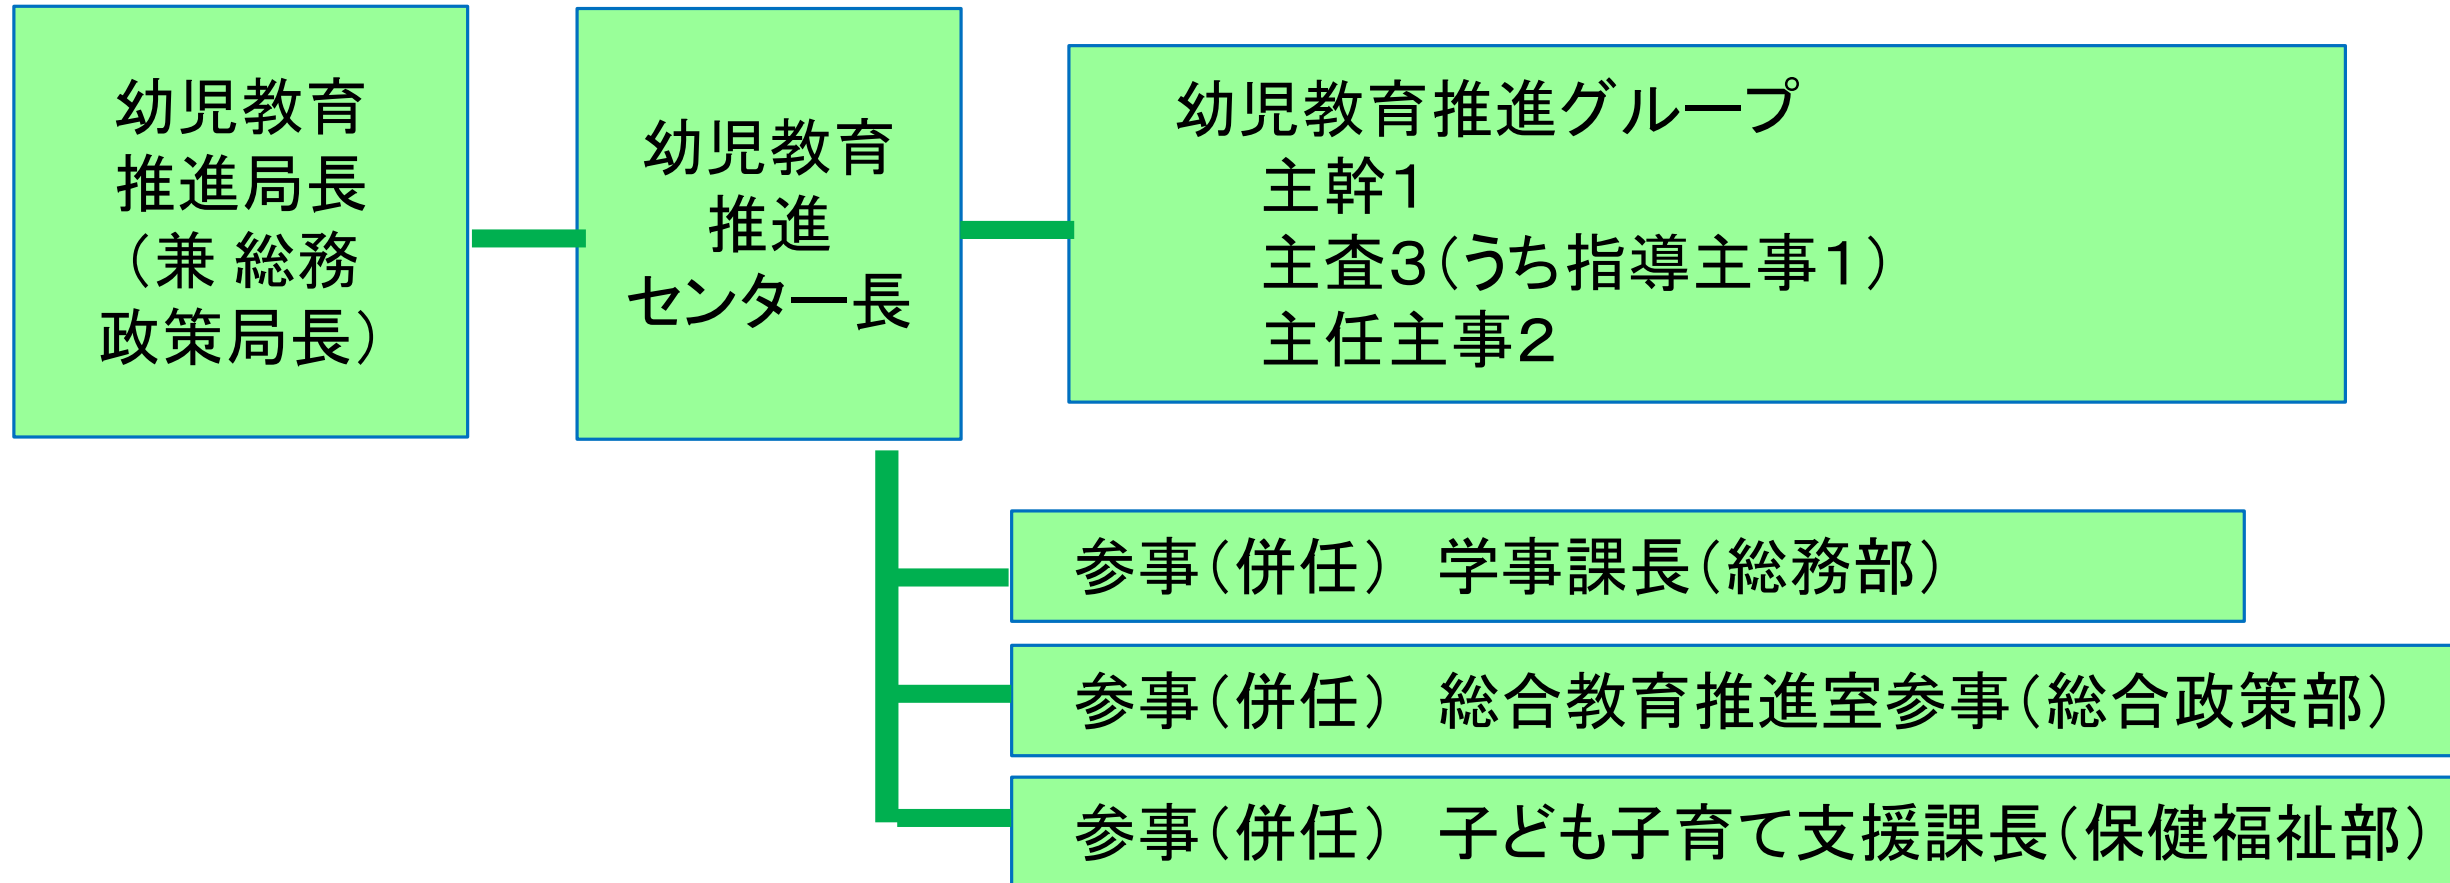 幼児教育
推進局長
（兼 総務
政策局長）
幼児教育
推進
センター長
幼児教育推進グループ
主幹１
主査３（うち指導主事１）
主任主事２
参事（併任）　学事課長（総務部）
参事（併任）　総合教育推進室参事（総合政策部）
参事（併任）　子ども子育て支援課長（保健福祉部）